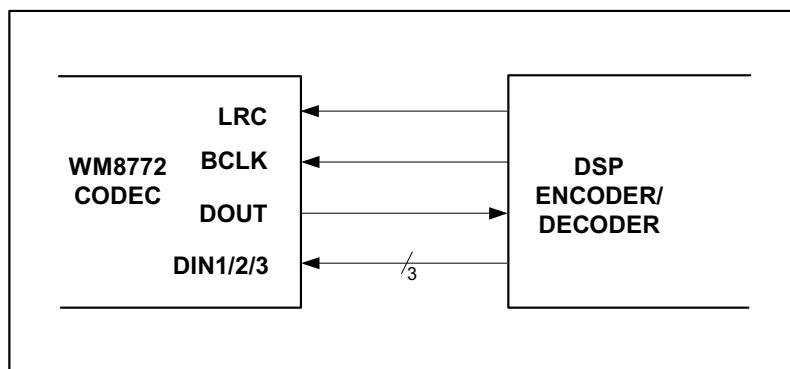 LRC
WM8772
CODEC
BCLK
DOUT
DIN1/2/3
3
DSP
ENCODER/
DECODER